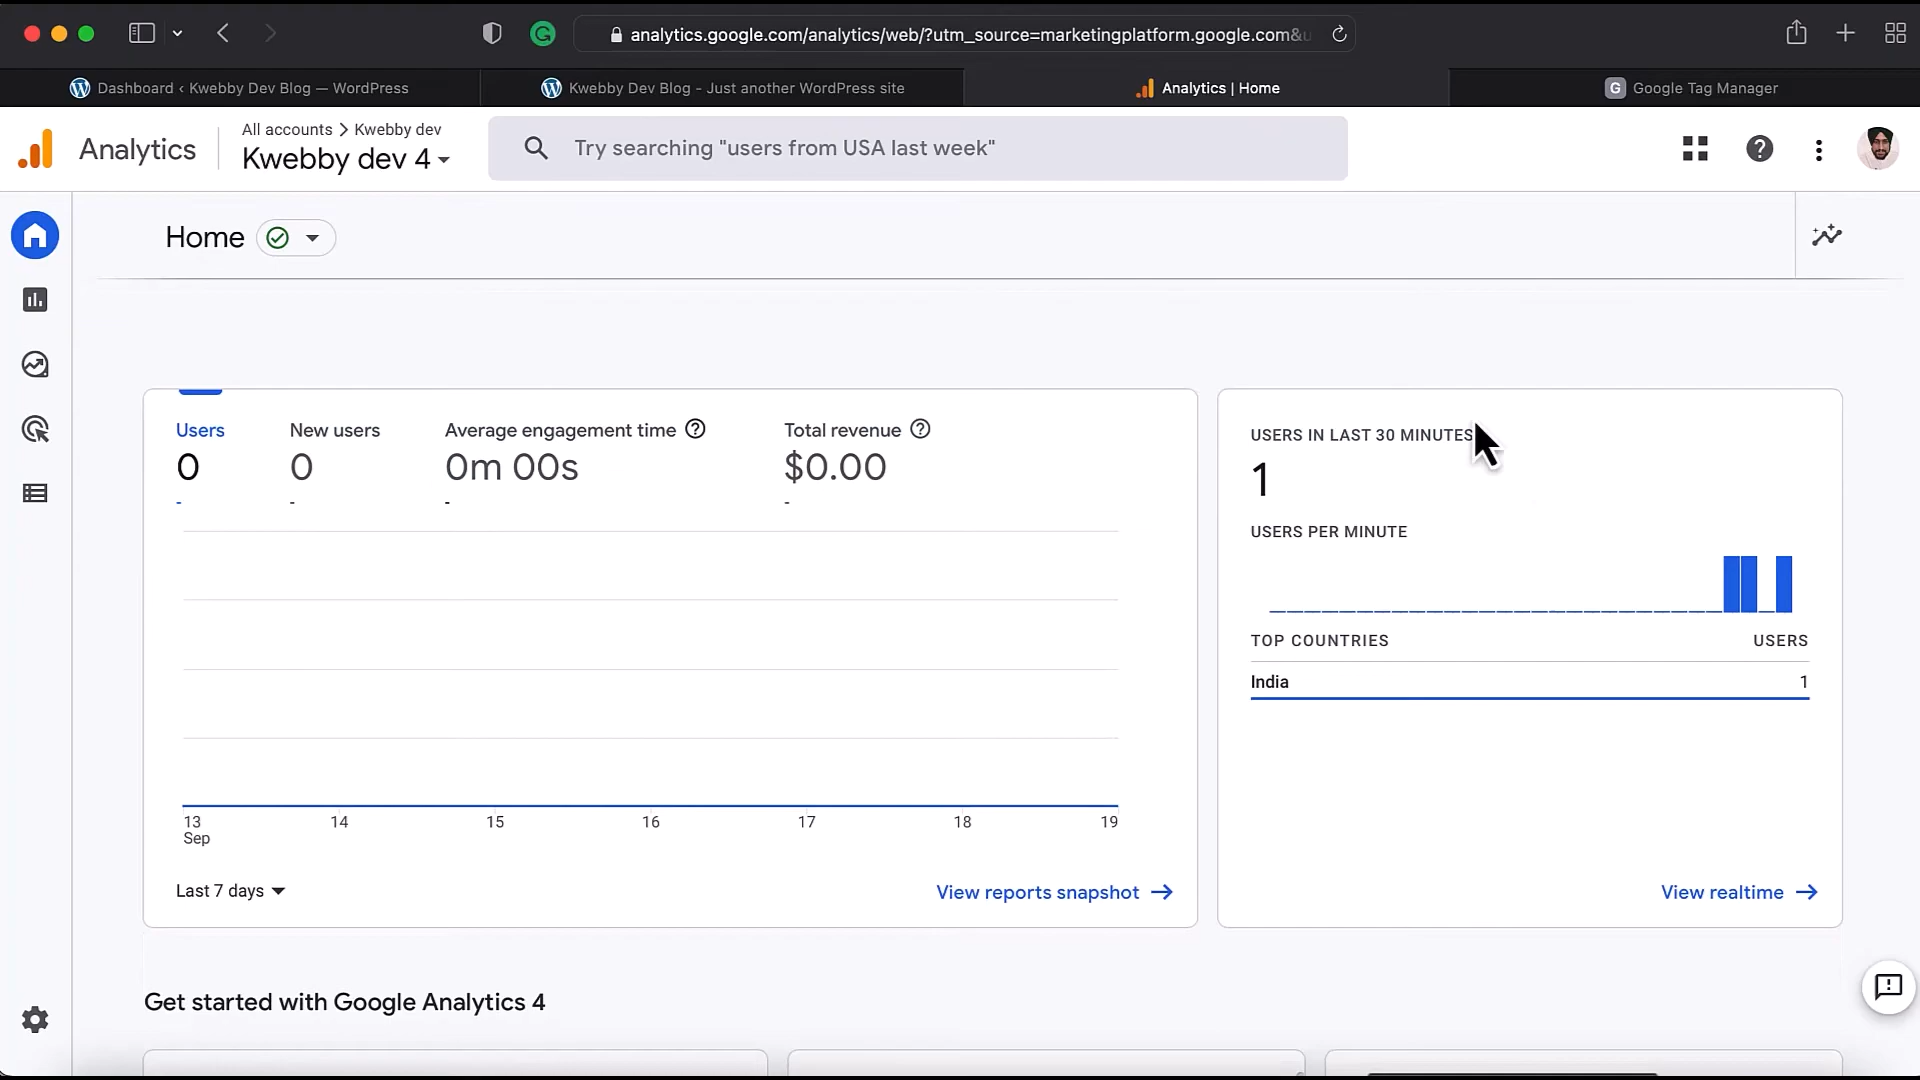 analytics.google.com/analytics/web/?utm_source=marketingplatform.google.com&u
Dashboard ‹ Kwebby Dev Blog — WordPress
Kwebby Dev Blog - Just another WordPress site
Analytics | Home
G Google Tag Manager
Analytics
All accounts > Kwebby dev
Kwebby dev 4
Try searching "users from USA last week"
Home
Users
0
-
New users
0
-
Average engagement time
0m 00s
-
Total revenue
$0.00
-
13
Sep
14
15
16
17
18
19
Last 7 days
View reports snapshot
USERS IN LAST 30 MINUTES
1
USERS PER MINUTE
TOP COUNTRIES USERS
India 1
View realtime
Get started with Google Analytics 4